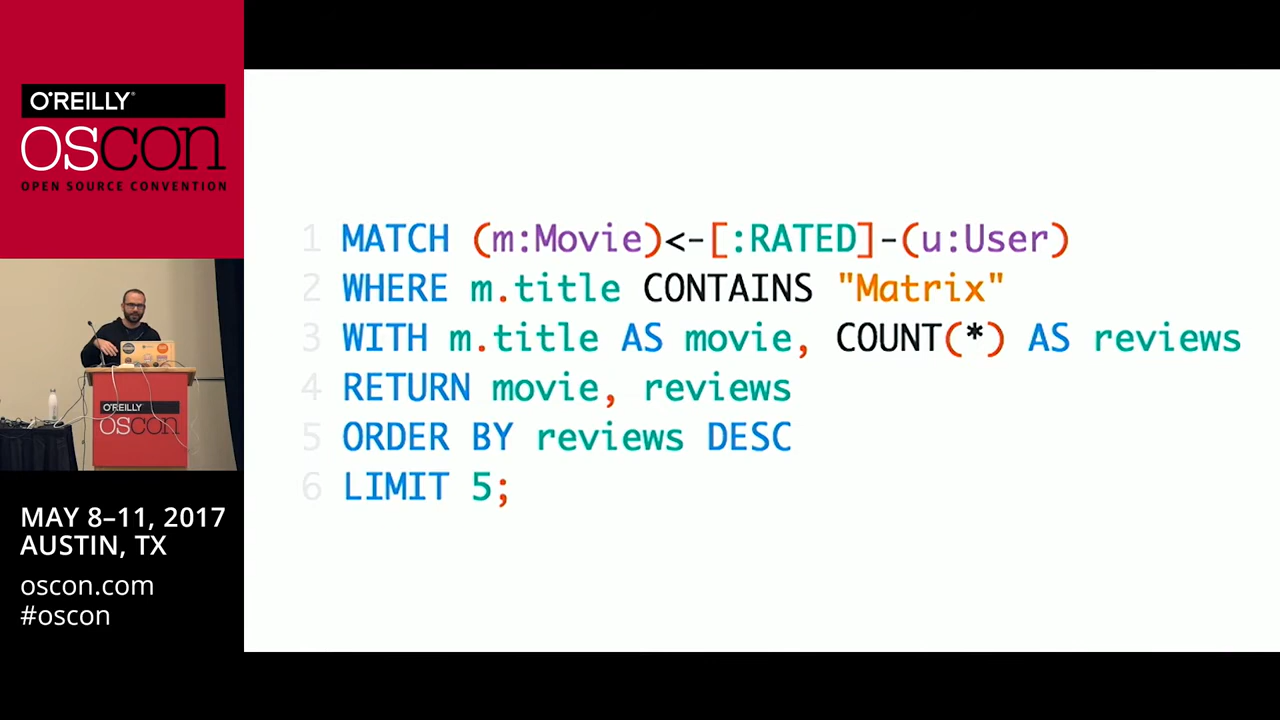 O'REILLY®
OSCON
OPEN SOURCE CONVENTION
O'REILLY
OSCON
MAY 8–11, 2017
AUSTIN, TX
oscon.com
#oscon
1 MATCH (m:Movie)<-[:RATED]-(u:User)
2 WHERE m.title CONTAINS "Matrix"
3 WITH m.title AS movie, COUNT(*) AS reviews
4 RETURN movie, reviews
5 ORDER BY reviews DESC
6 LIMIT 5;